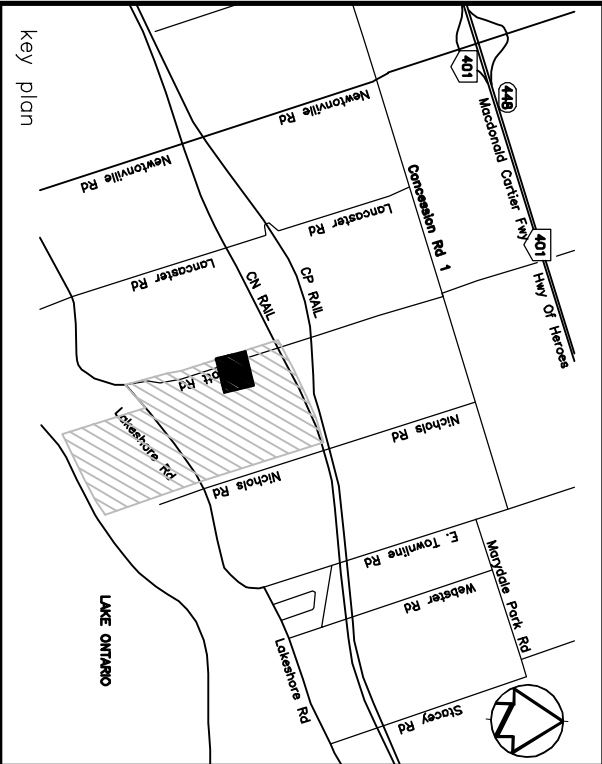 key plan
401
448
Macdonald Cartier Fwy
401
Hwy Of Heroes
Newtonville Rd
Newtonville Rd
Concession Rd 1
Lancaster Rd
Lancaster Rd
CN RAIL
CP RAIL
ott Rd
Lakeshore Rd
Nichols Rd
Nichols Rd
E. Townline Rd
Marydale Park Rd
Webster Rd
Lakeshore Rd
Stacey Rd
LAKE ONTARIO